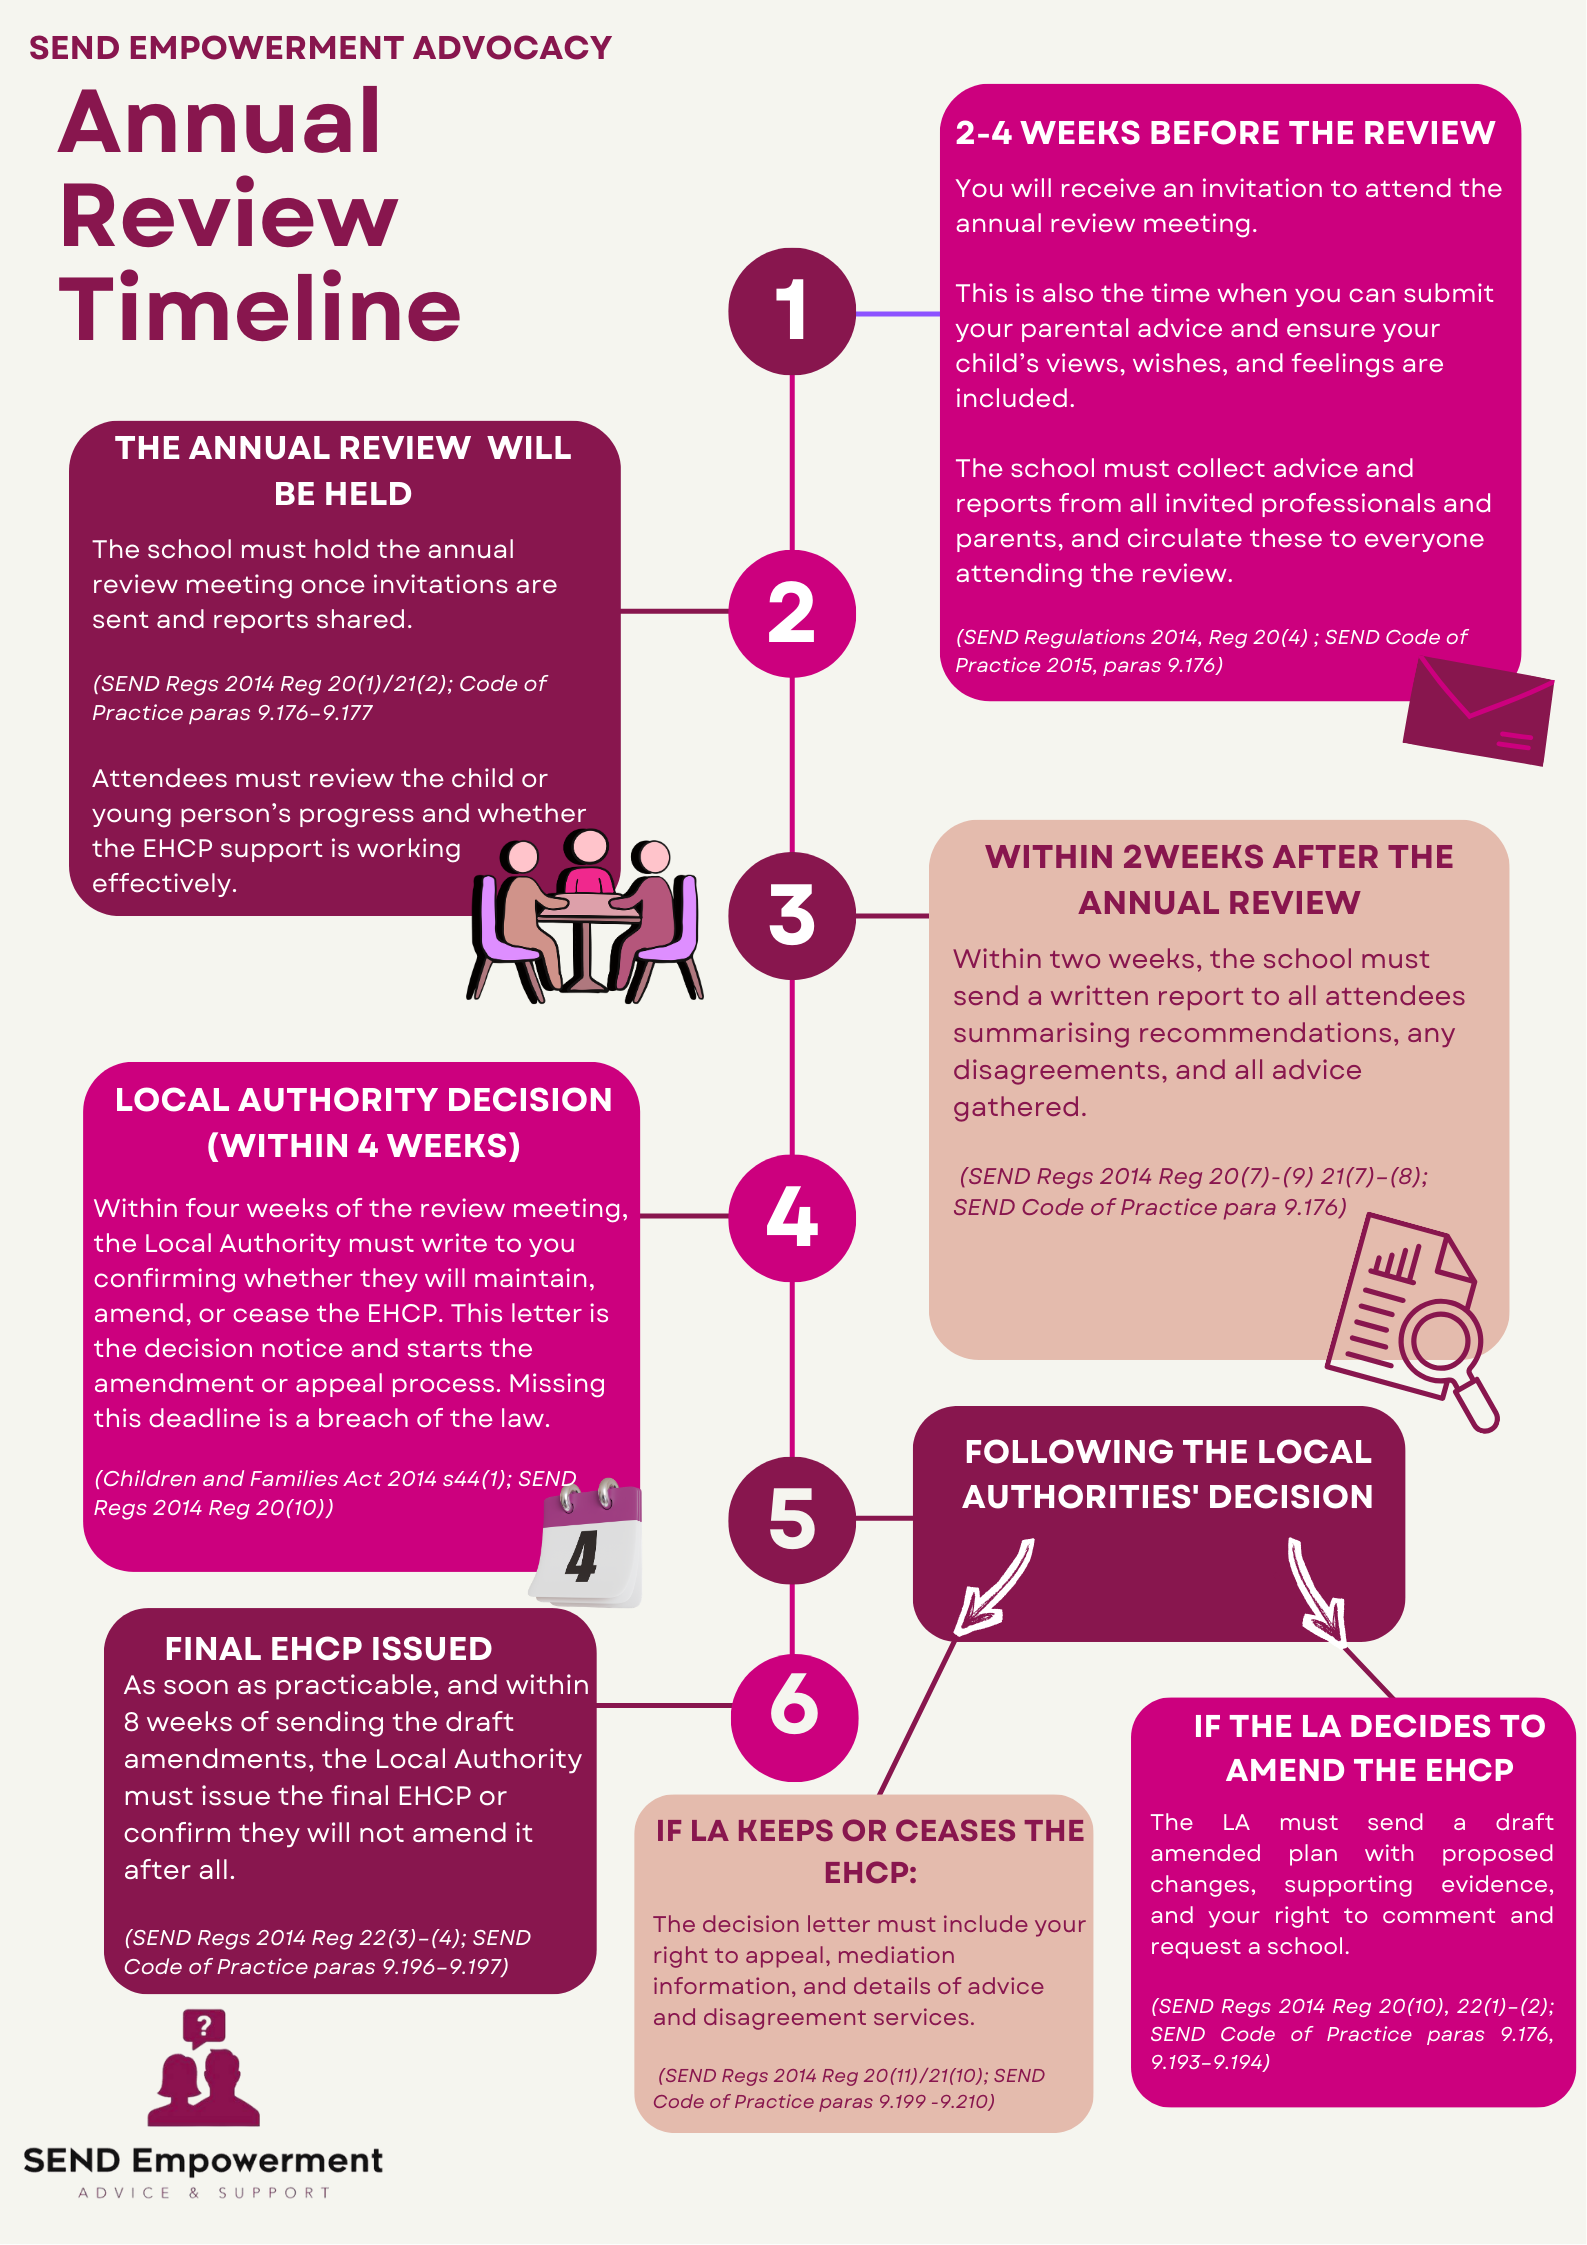 SEND EMPOWERMENT ADVOCACY
Annual
Review
Timeline
1
2-4 WEEKS BEFORE THE REVIEW
You will receive an invitation to attend the
annual review meeting.
This is also the time when you can submit
your parental advice and ensure your
child's views, wishes, and feelings are
included.
The school must collect advice and
reports from all invited professionals and
parents, and circulate these to everyone
attending the review.
(SEND Regulations 2014, Reg 20(4) ; SEND Code of
Practice 2015, paras 9.176)
2
THE ANNUAL REVIEW WILL
BE HELD
The school must hold the annual
review meeting once invitations are
sent and reports shared.
(SEND Regs 2014 Reg 20(1)/21(2); Code of
Practice paras 9.176–9.177
Attendees must review the child or
young person's progress and whether
the EHCP support is working
effectively.
3
WITHIN 2WEEKS AFTER THE
ANNUAL REVIEW
Within two weeks, the school must
send a written report to all attendees
summarising recommendations, any
disagreements, and all advice
gathered.
(SEND Regs 2014 Reg 20(7)-(9) 21(7)–(8);
SEND Code of Practice para 9.176)
4
LOCAL AUTHORITY DECISION
(WITHIN 4 WEEKS)
Within four weeks of the review meeting,
the Local Authority must write to you
confirming whether they will maintain,
amend, or cease the EHCP. This letter is
the decision notice and starts the
amendment or appeal process. Missing
this deadline is a breach of the law.
(Children and Families Act 2014 s44(1); SEND
Regs 2014 Reg 20(10))
4
5
FOLLOWING THE LOCAL
AUTHORITIES' DECISION
IF LA KEEPS OR CEASES THE
EHCP:
The decision letter must include your
right to appeal, mediation
information, and details of advice
and disagreement services.
(SEND Regs 2014 Reg 20(11)/21(10); SEND
Code of Practice paras 9.199 -9.210)
IF THE LA DECIDES TO
AMEND THE EHCP
The LA must send a draft
amended plan with proposed
changes, supporting evidence,
and your right to comment and
request a school.
(SEND Regs 2014 Reg 20(10), 22(1)–(2);
SEND Code of Practice paras 9.176,
9.193–9.194)
6
FINAL EHCP ISSUED
As soon as practicable, and within
8 weeks of sending the draft
amendments, the Local Authority
must issue the final EHCP or
confirm they will not amend it
after all.
(SEND Regs 2014 Reg 22(3)–(4); SEND
Code of Practice paras 9.196–9.197)
?
SEND Empowerment
ADVICE & SUPPORT